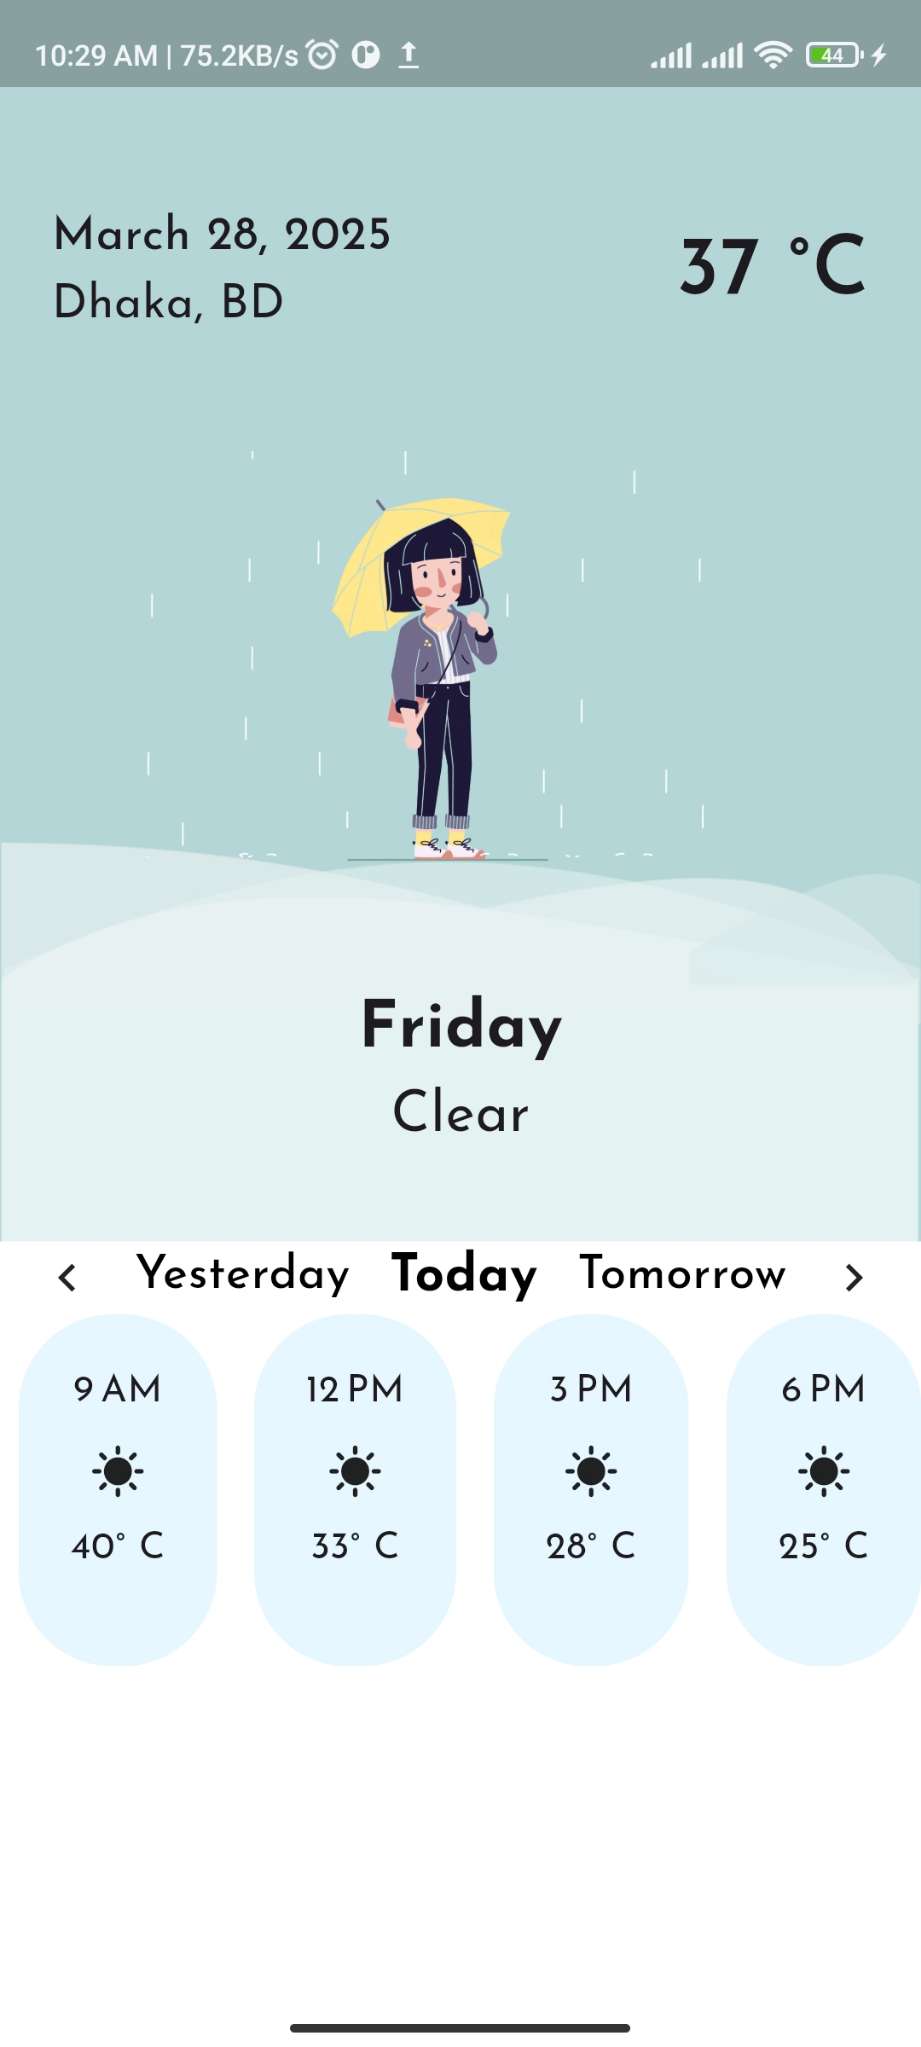 10:29 AM | 75.2KB/s
44
March 28, 2025
Dhaka, BD
37 °C
Friday
Clear
Yesterday Today Tomorrow
9 AM 12 PM 3 PM 6 PM
40° C 33° C 28° C 25° C